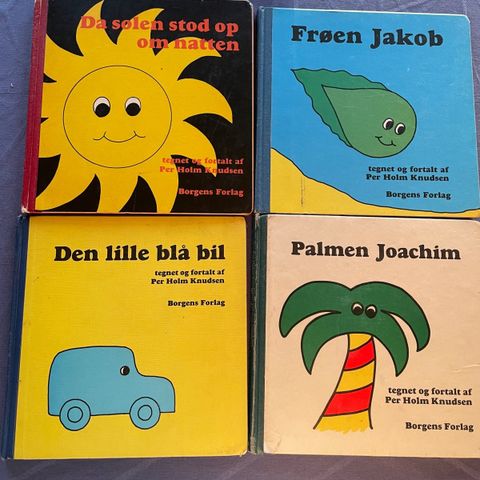 Da solen stod op
om natten
tegnet og fortalt af
Per Holm Knudsen
Borgens Forlag
Frøen Jakob
tegnet og fortalt af
Per Holm Knudsen
Borgens Forlag
Den lille blå bil
tegnet og fortalt af
Per Holm Knudsen
Borgens Forlag
Palmen Joachim
tegnet og fortalt af
Per Holm Knudsen
Borgens Forlag